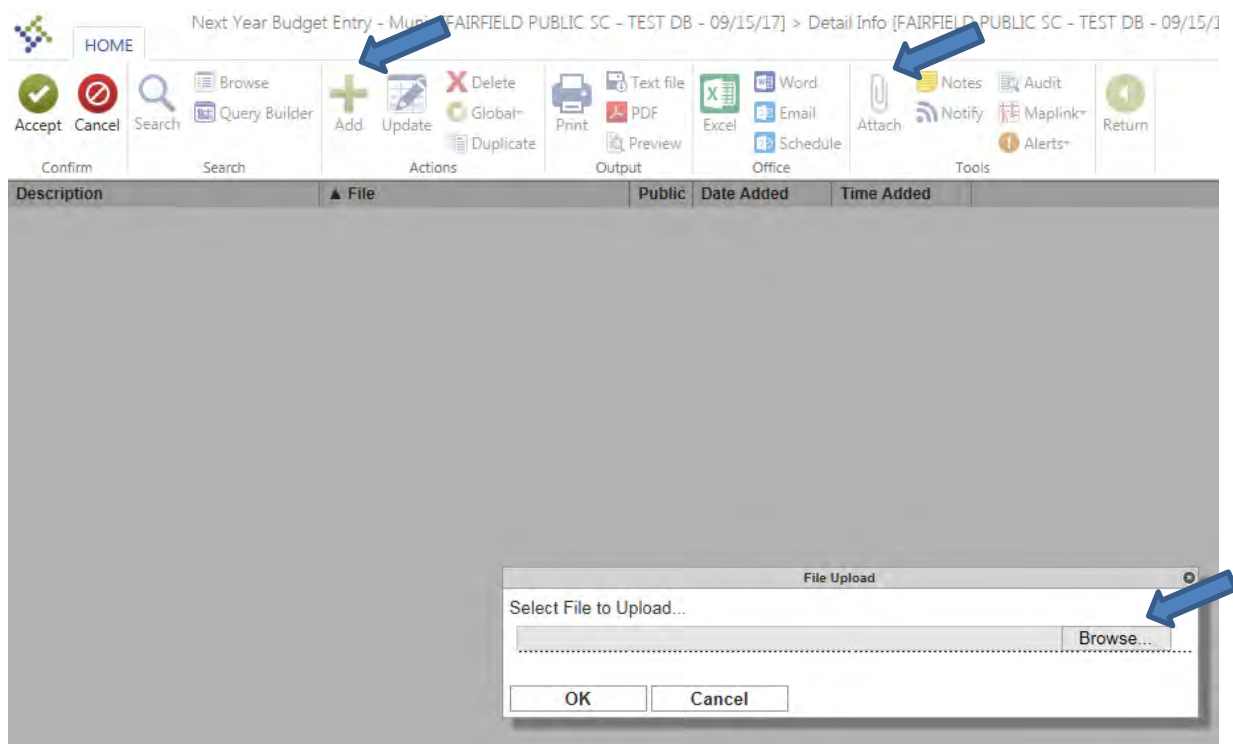 Next Year Budget Entry - Munis [FAIRFIELD PUBLIC SC - TEST DB - 09/15/17] > Detail Info [FAIRFIELD PUBLIC SC - TEST DB - 09/15/1
HOME
Accept
Cancel
Search
Browse
Query Builder
Add
Update
Delete
Global
Duplicate
Print
Text file
PDF
Preview
Excel
Word
Email
Schedule
Attach
Notes
Notify
Audit
Maplink
Alerts
Return
Confirm
Search
Actions
Output
Office
Tools
Description
▲ File
Public
Date Added
Time Added
File Upload
Select File to Upload...
Browse...
OK
Cancel